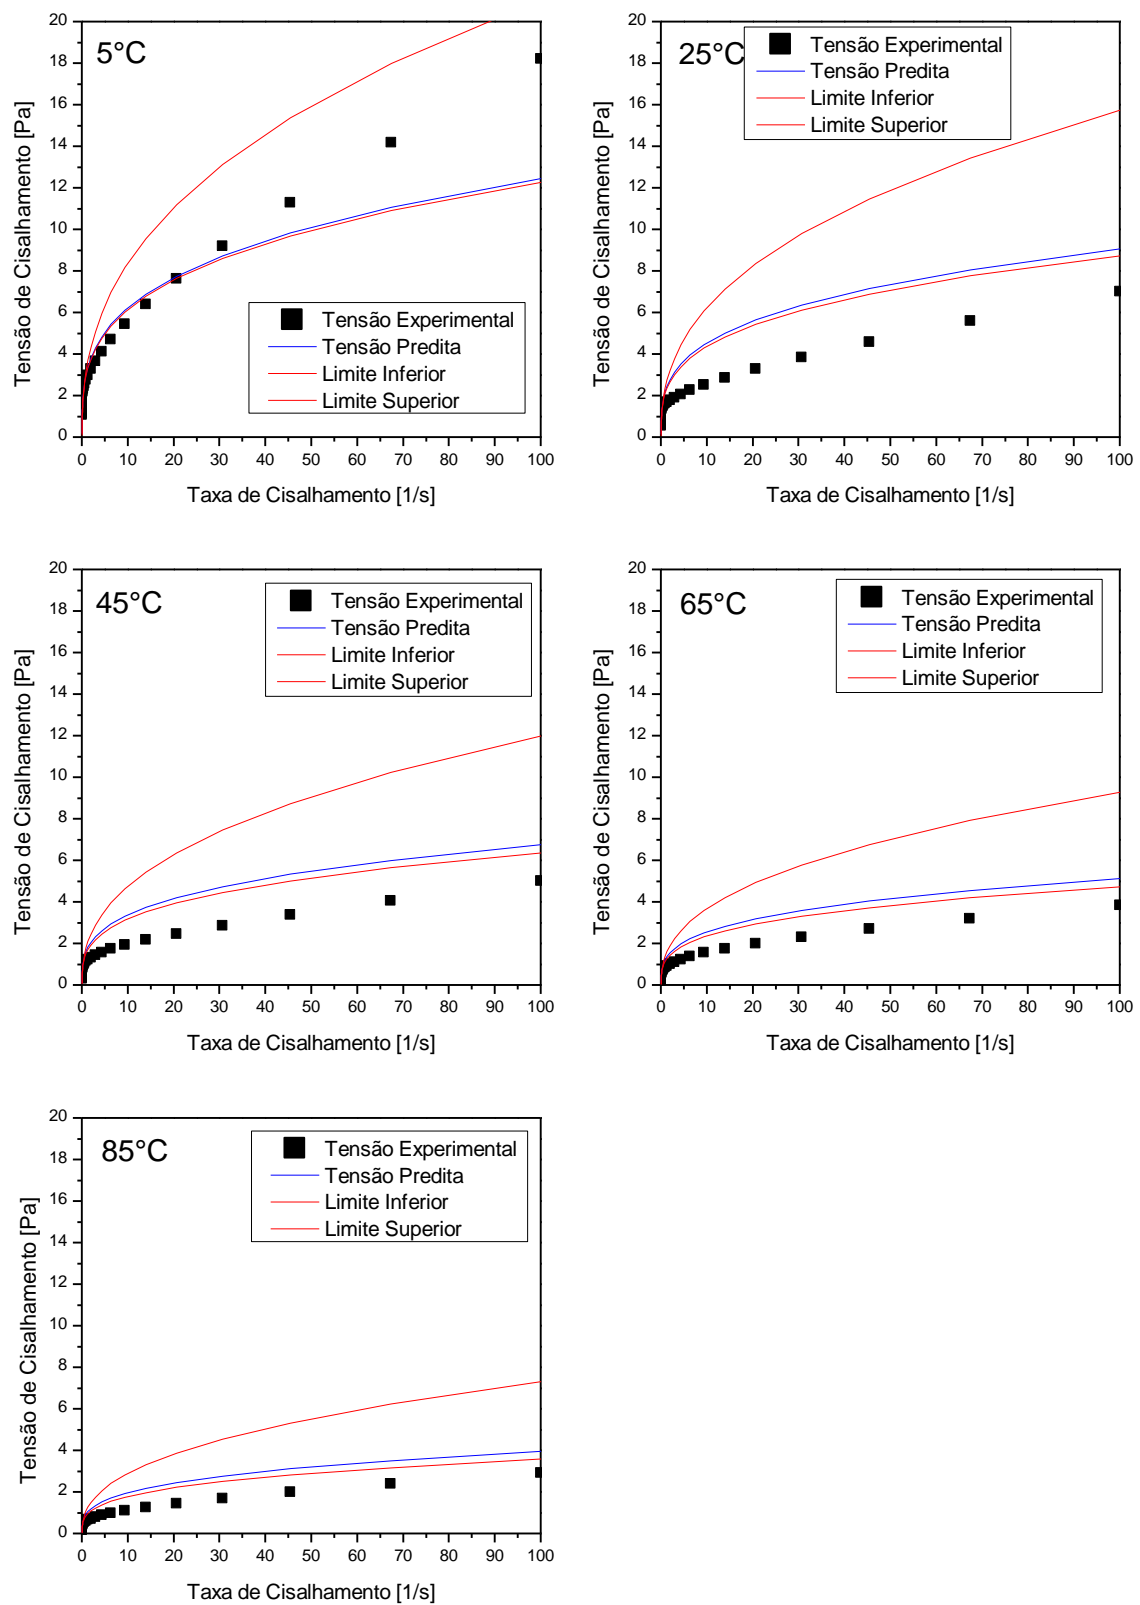 5°C
Tensão de Cisalhamento [Pa]
20
18
16
14
12
10
8
6
4
2
0
Tensão Experimental
Tensão Predita
Limite Inferior
Limite Superior
0 10 20 30 40 50 60 70 80 90 100
Taxa de Cisalhamento [1/s]
25°C
Tensão de Cisalhamento [Pa]
20
18
16
14
12
10
8
6
4
2
0
Tensão Experimental
Tensão Predita
Limite Inferior
Limite Superior
0 10 20 30 40 50 60 70 80 90 100
Taxa de Cisalhamento [1/s]
45°C
Tensão de Cisalhamento [Pa]
20
18
16
14
12
10
8
6
4
2
0
Tensão Experimental
Tensão Predita
Limite Inferior
Limite Superior
0 10 20 30 40 50 60 70 80 90 100
Taxa de Cisalhamento [1/s]
65°C
Tensão de Cisalhamento [Pa]
20
18
16
14
12
10
8
6
4
2
0
Tensão Experimental
Tensão Predita
Limite Inferior
Limite Superior
0 10 20 30 40 50 60 70 80 90 100
Taxa de Cisalhamento [1/s]
85°C
Tensão de Cisalhamento [Pa]
20
18
16
14
12
10
8
6
4
2
0
Tensão Experimental
Tensão Predita
Limite Inferior
Limite Superior
0 10 20 30 40 50 60 70 80 90 100
Taxa de Cisalhamento [1/s]